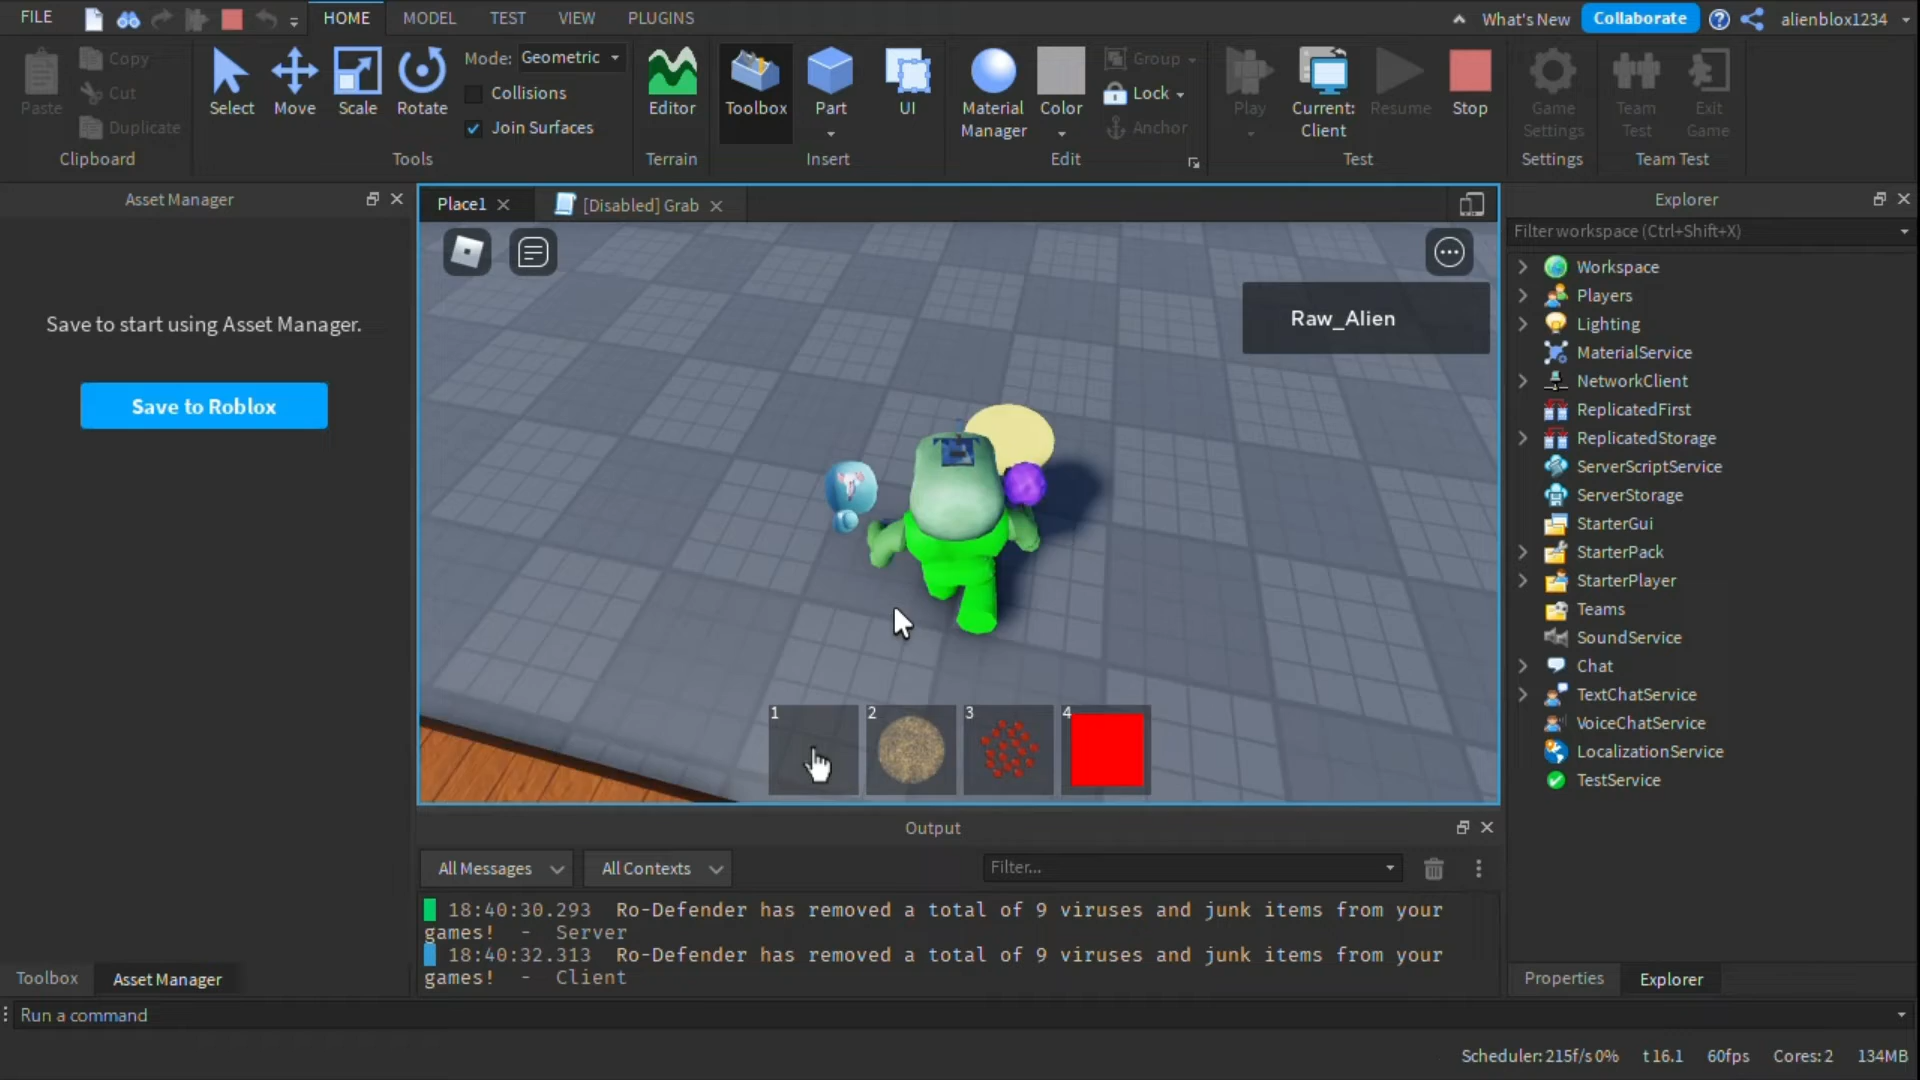 FILE
HOME
MODEL
TEST
VIEW
PLUGINS
What's New
Collaborate
alienblox1234
Paste
Copy
Cut
Duplicate
Clipboard
Select
Move
Scale
Rotate
Mode: Geometric
Collisions
Join Surfaces
Tools
Editor
Terrain
Toolbox
Part
UI
Insert
Material
Manager
Color
Group
Lock
Anchor
Edit
Play
Current:
Client
Resume
Stop
Test
Game
Settings
Settings
Team
Test
Exit
Game
Team Test
Asset Manager
Save to start using Asset Manager.
Save to Roblox
Place1
[Disabled] Grab
Raw_Alien
1
2
3
4
Explorer
Filter workspace (Ctrl+Shift+X)
Workspace
Players
Lighting
MaterialService
NetworkClient
ReplicatedFirst
ReplicatedStorage
ServerScriptService
ServerStorage
StarterGui
StarterPack
StarterPlayer
Teams
SoundService
Chat
TextChatService
VoiceChatService
LocalizationService
TestService
Output
All Messages
All Contexts
Filter...
18:40:30.293 Ro-Defender has removed a total of 9 viruses and junk items from your
games! - Server
18:40:32.313 Ro-Defender has removed a total of 9 viruses and junk items from your
games! - Client
Toolbox
Asset Manager
Properties
Explorer
Run a command
Scheduler: 215f/s 0%
t 16.1
60fps
Cores: 2
134MB